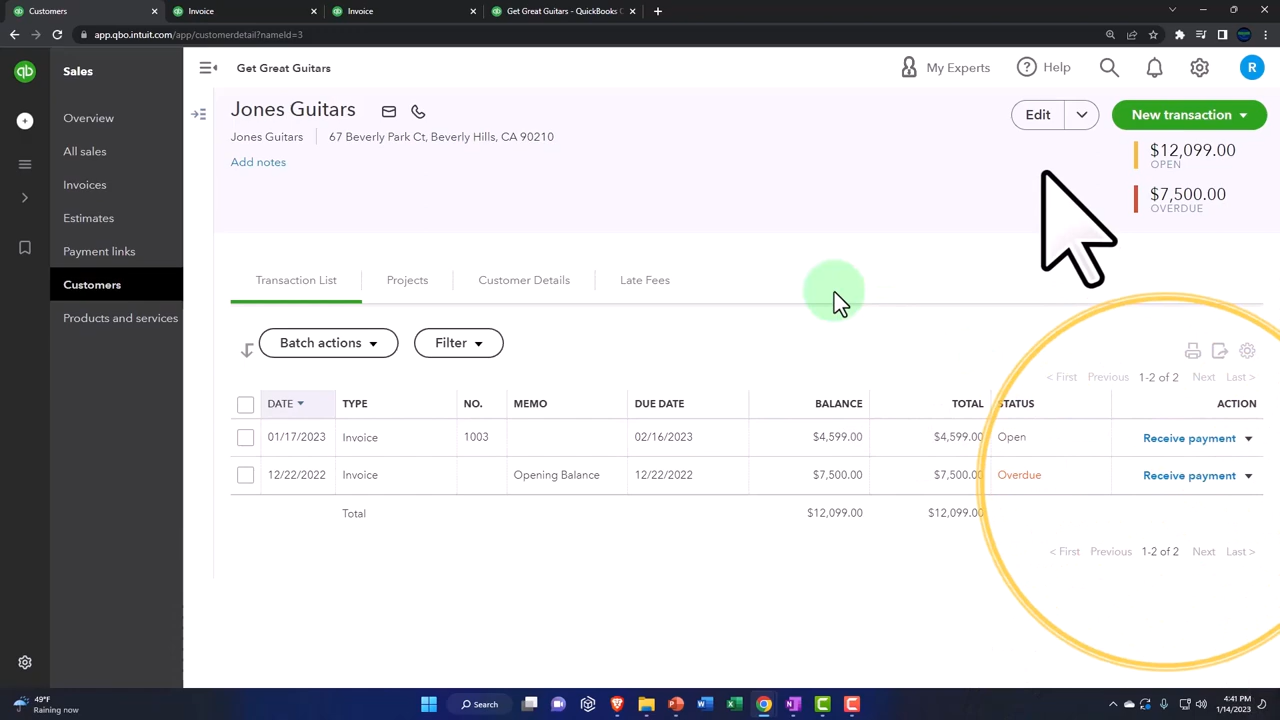 Customers
Invoice
Invoice
Get Great Guitars - QuickBooks C
app.qbo.intuit.com/app/customerdetail?nameId=3
qb
Sales
Get Great Guitars
My Experts
Help
R
Overview
All sales
Invoices
Estimates
Payment links
Customers
Products and services
Jones Guitars
Edit
New transaction
Jones Guitars
67 Beverly Park Ct, Beverly Hills, CA 90210
Add notes
$12,099.00
OPEN
$7,500.00
OVERDUE
Transaction List
Projects
Customer Details
Late Fees
Batch actions
Filter
< First Previous 1-2 of 2 Next Last >
DATE TYPE NO. MEMO DUE DATE BALANCE TOTAL STATUS ACTION
01/17/2023 Invoice 1003 02/16/2023 $4,599.00 $4,599.00 Open Receive payment
12/22/2022 Invoice Opening Balance 12/22/2022 $7,500.00 $7,500.00 Overdue Receive payment
Total $12,099.00 $12,099.00
< First Previous 1-2 of 2 Next Last >
49°F
Raining now
Search
4:41 PM
1/14/2023